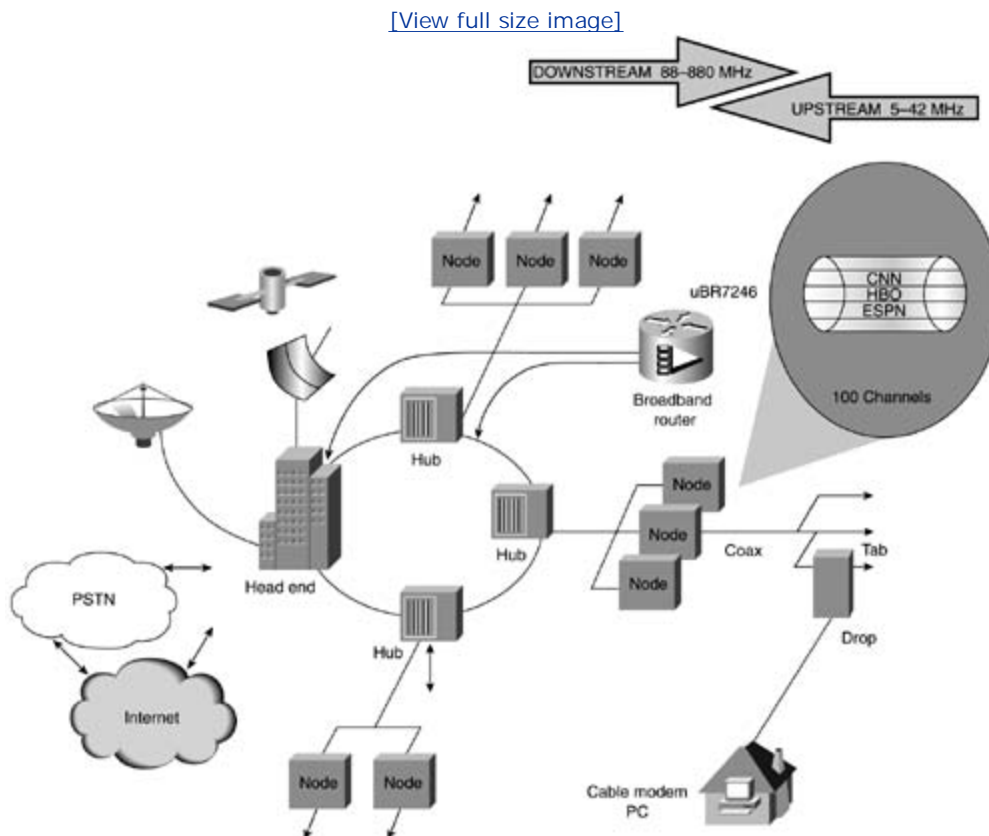 [View full size image]
DOWNSTREAM 88–880 MHz
UPSTREAM 5–42 MHz
Node
Node
Node
uBR7246
CNN
HBO
ESPN
100 Channels
Broadband
router
Hub
Node
Node
Node
Hub
Coax
Tab
Head end
PSTN
Hub
Drop
Internet
Node
Node
Cable modem
PC